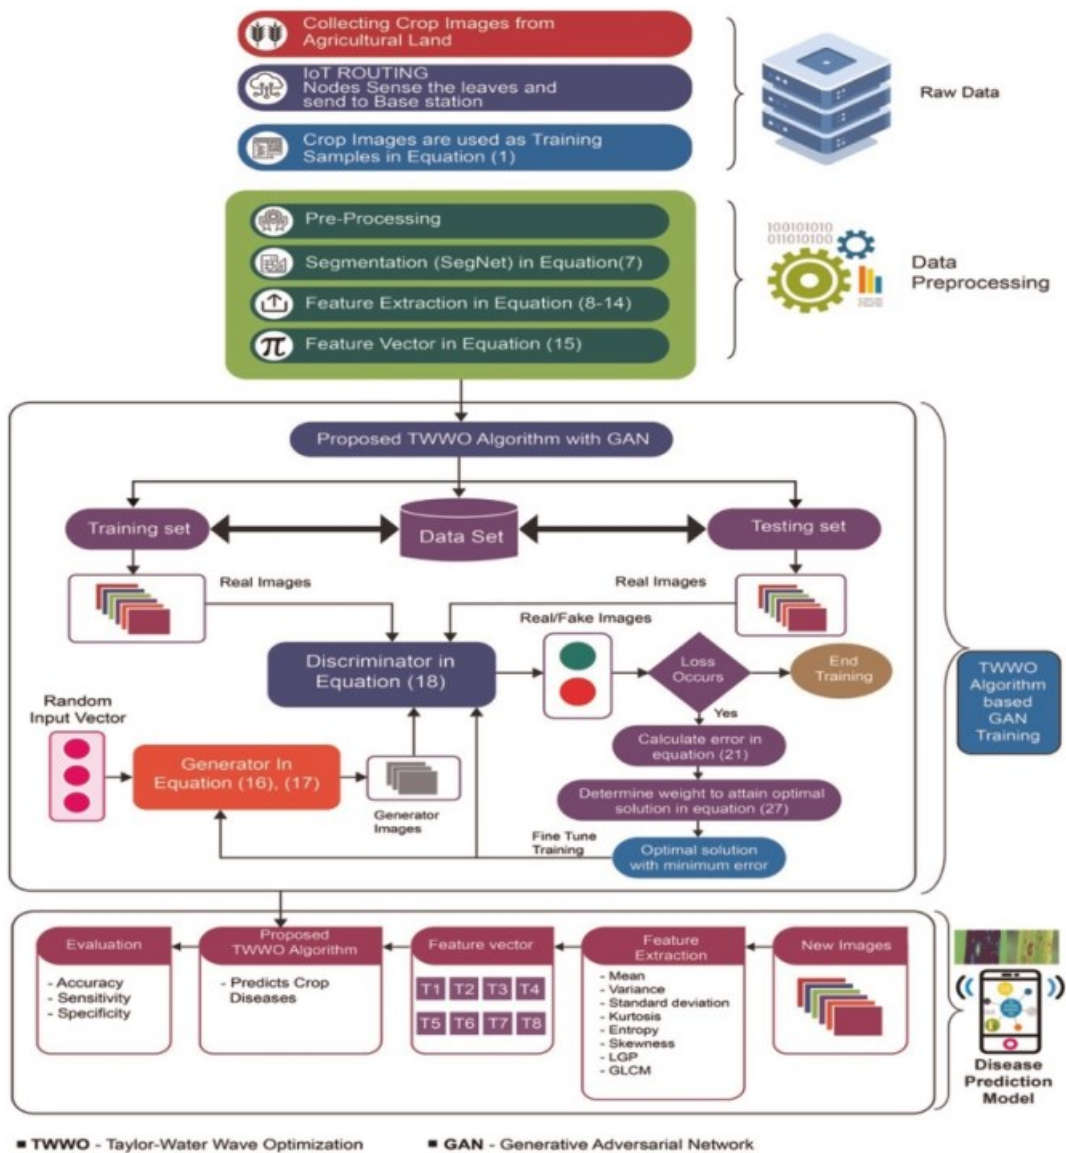 Collecting Crop Images from
Agricultural Land
IoT ROUTING
Nodes Sense the leaves and
send to Base station
Crop Images are used as Training
Samples in Equation (1)
Raw Data
Pre-Processing
Segmentation (SegNet) in Equation(7)
Feature Extraction in Equation (8-14)
π
Feature Vector in Equation (15)
100101010
011010100
Data
Preprocessing
Proposed TWWO Algorithm with GAN
Training set
Data Set
Testing set
Real Images
Real Images
Real/Fake Images
Discriminator in
Equation (18)
Loss
Occurs
End
Training
Yes
Random
Input Vector
Generator In
Equation (16), (17)
Generator
Images
Calculate error in
equation (21)
Determine weight to attain optimal
solution in equation (27)
Fine Tune
Training
Optimal solution
with minimum error
TWWO
Algorithm
based
GAN
Training
Evaluation
- Accuracy
- Sensitivity
- Specificity
Proposed
TWWO Algorithm
- Predicts Crop
Diseases
Feature vector
T1 T2 T3 T4
T5 T6 T7 T8
Feature
Extraction
- Mean
- Variance
- Standard deviation
- Kurtosis
- Entropy
- Skewness
- LGP
- GLCM
New Images
Disease
Prediction
Model
■ TWWO - Taylor-Water Wave Optimization
■ GAN - Generative Adversarial Network